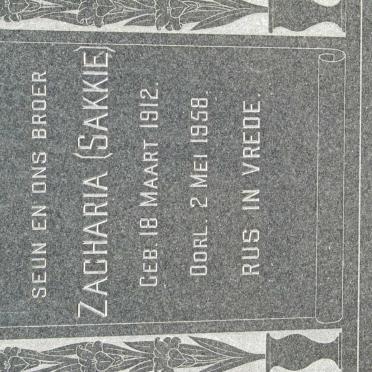 SEUN EN ONS BROER
ZACHARIA (SAKKIE)
GEB. 18 MAART 1912.
OORL. 2 MEI 1958.
RUS IN VREDE.